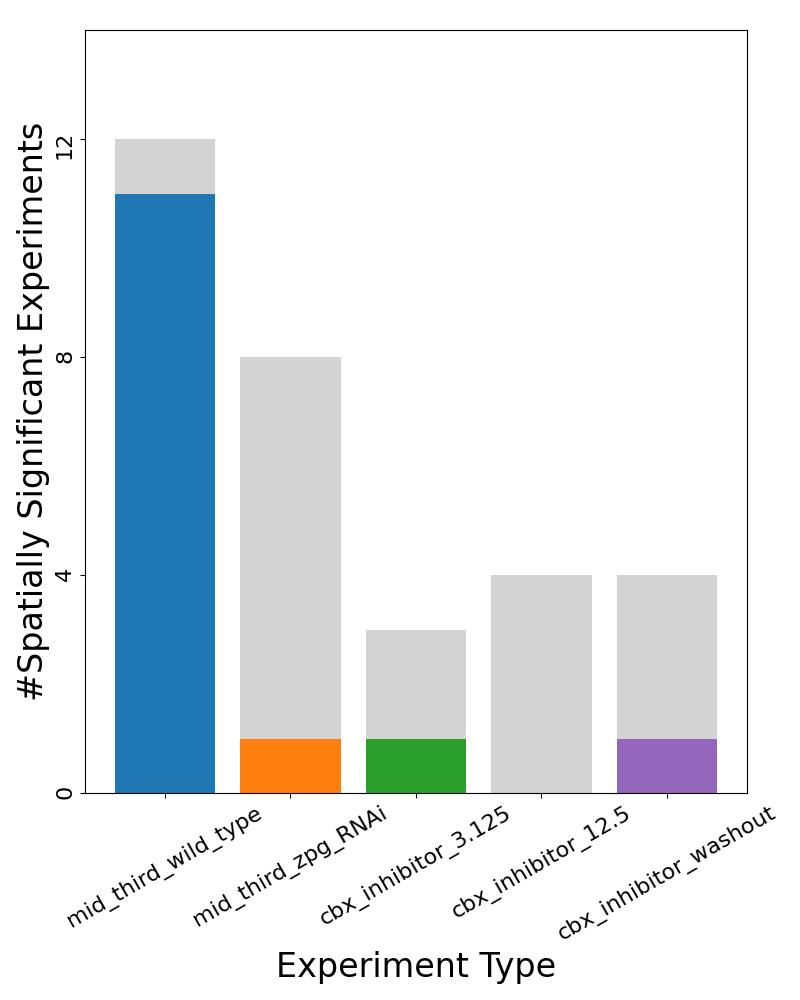 #Spatially Significant Experiments
12
8
4
0
mid_third_wild_type
mid_third_zpg_RNAi
cbx_inhibitor_3.125
cbx_inhibitor_12.5
cbx_inhibitor_washout
Experiment Type